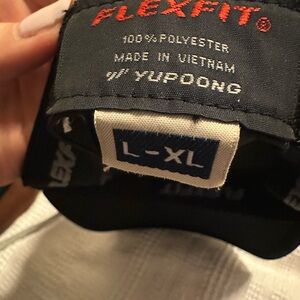 FLEXFIT®
100% POLYESTER
MADE IN VIETNAM
YUPOONG
L-XL